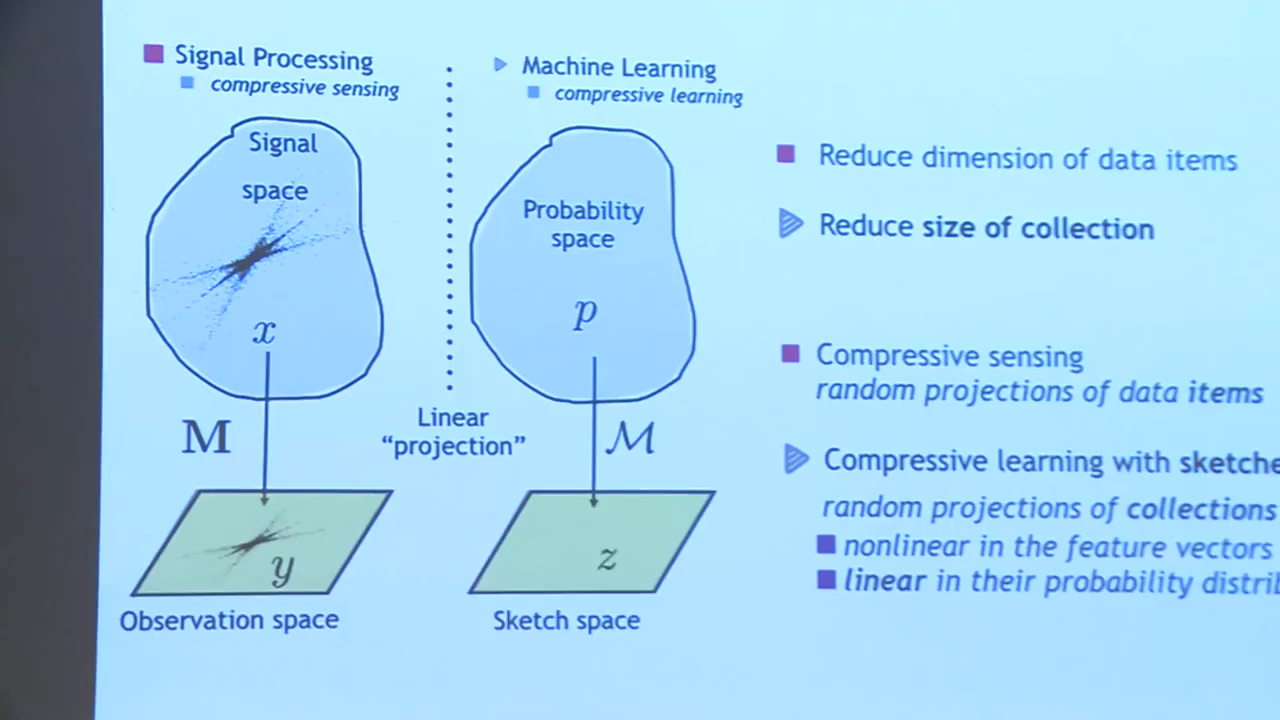 Signal Processing
compressive sensing
Signal
space
x
M
y
Observation space
Linear
“projection”
Machine Learning
compressive learning
Probability
space
p
M
z
Sketch space
Reduce dimension of data items
Reduce size of collection
Compressive sensing
random projections of data items
Compressive learning with sketche
random projections of collections
nonlinear in the feature vectors
linear in their probability distrib